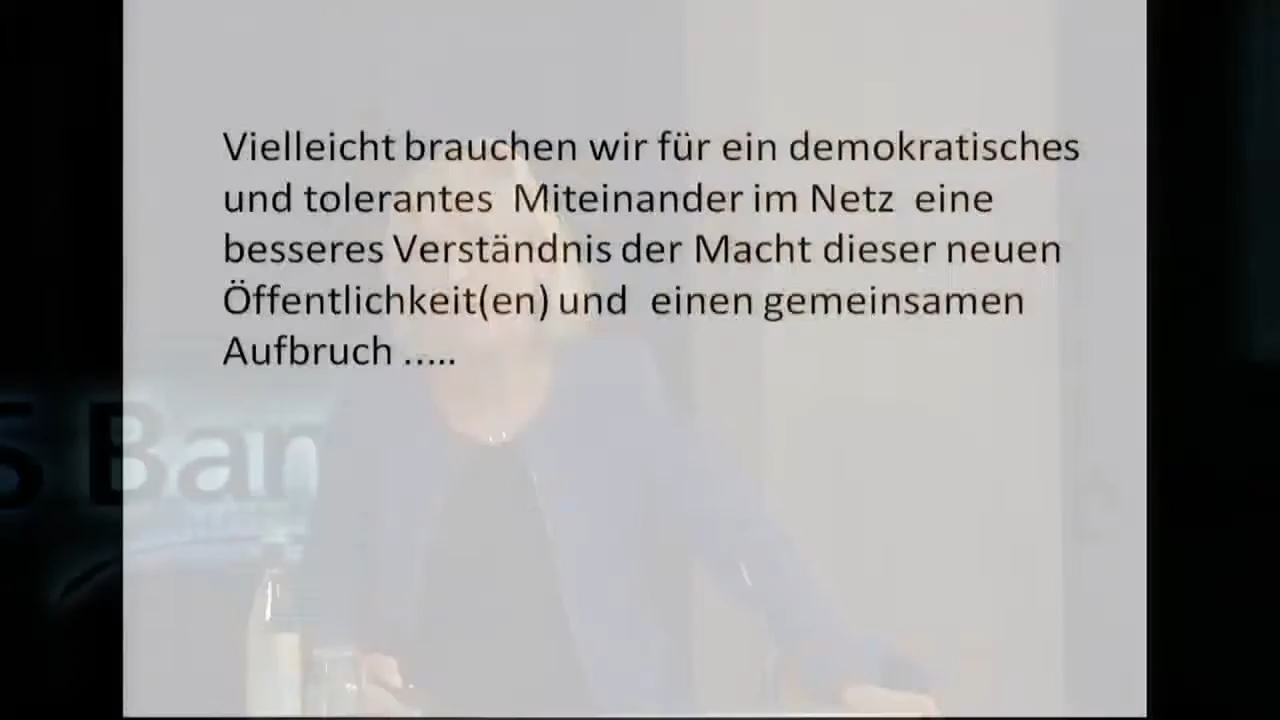 Vielleicht brauchen wir für ein demokratisches
und tolerantes Miteinander im Netz eine
besseres Verständnis der Macht dieser neuen
Öffentlichkeit(en) und einen gemeinsamen
Aufbruch .....